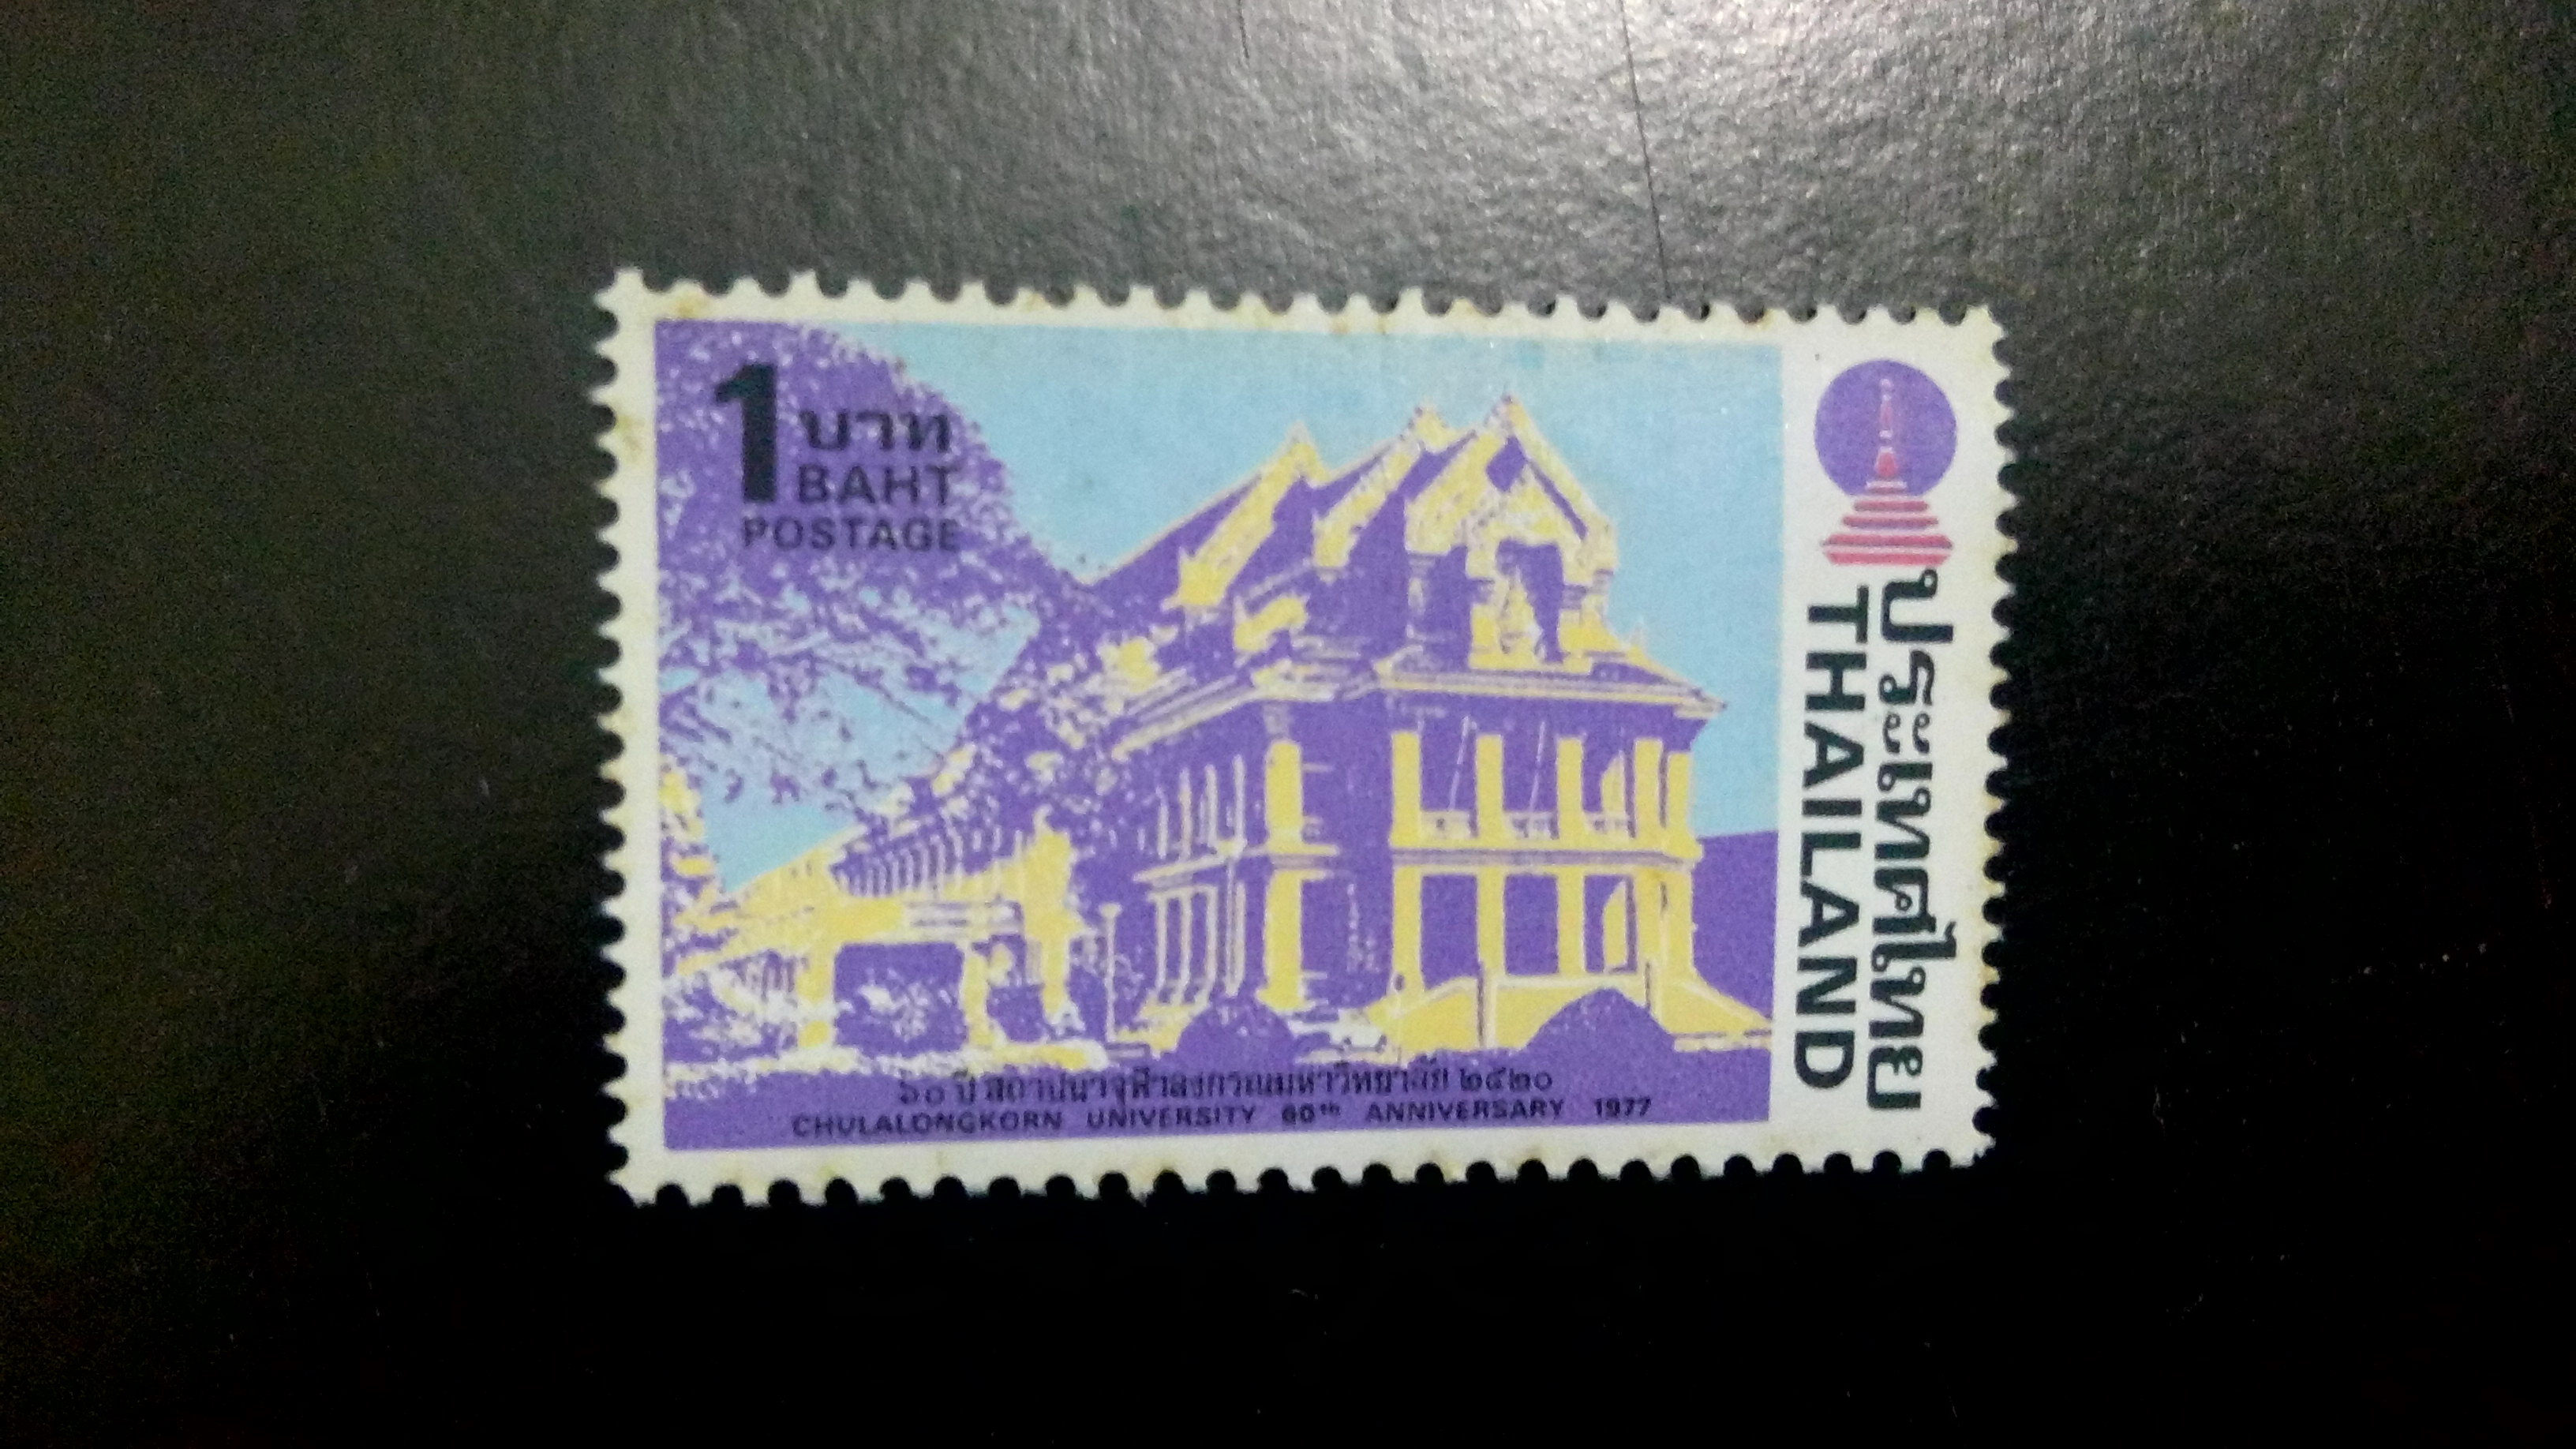 1 บาท
BAHT
POSTAGE
ประเทศไทย
THAILAND
๖๐ ปี สถาปนาจุฬาลงกรณมหาวิทยาลัย ๒๕๒๐
CHULALONGKORN UNIVERSITY 60th ANNIVERSARY 1977